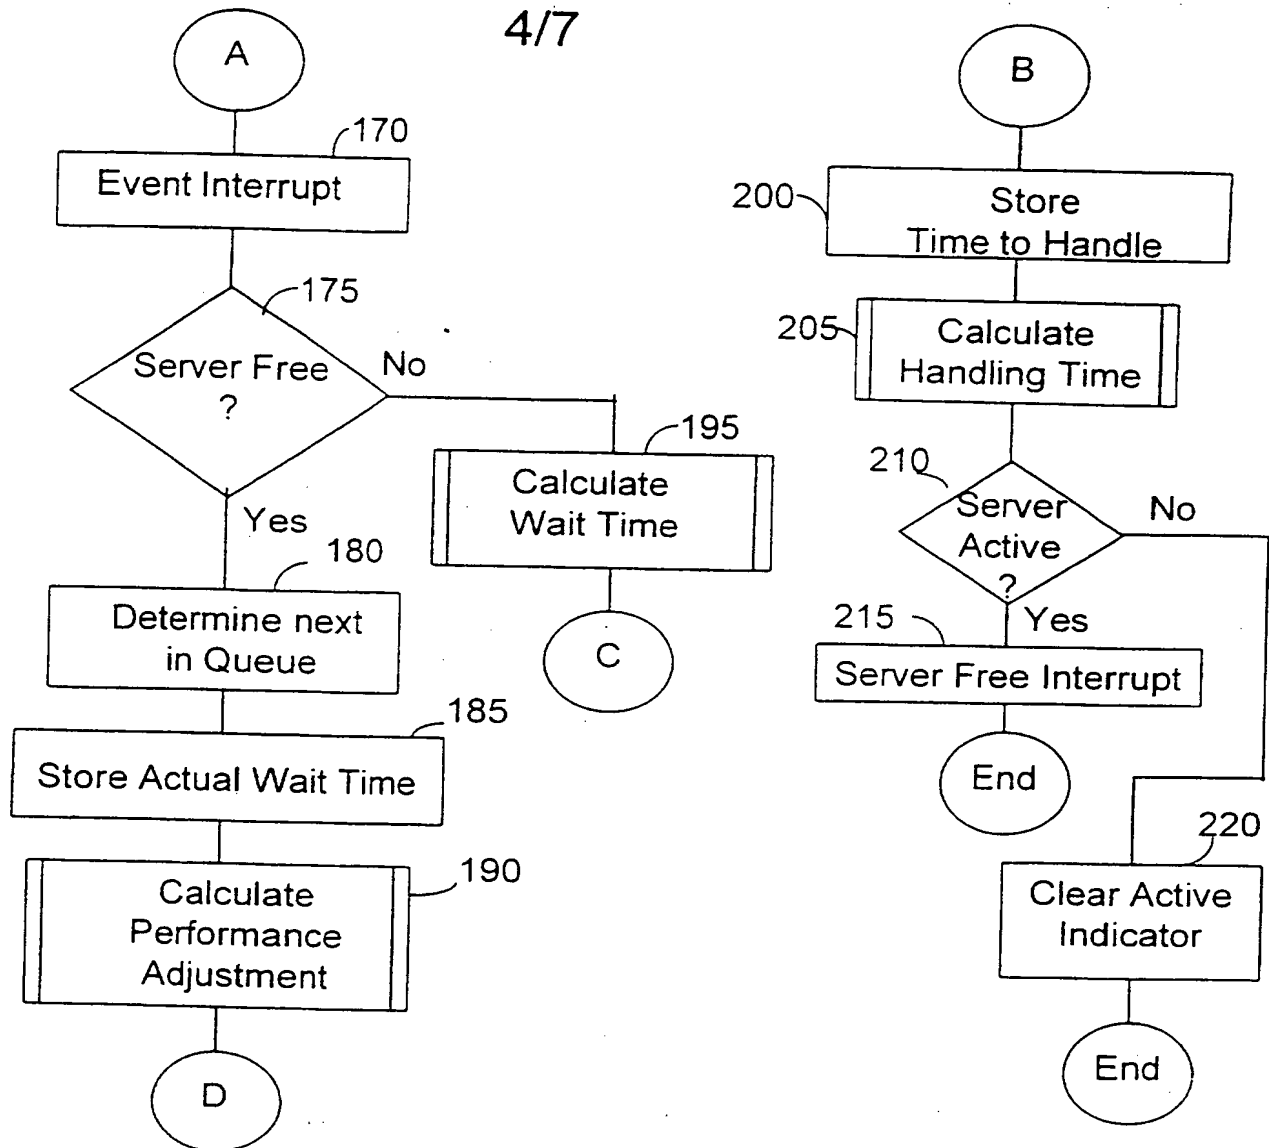 4/7
A
170
Event Interrupt
175
Server Free
?
No
Yes
195
Calculate
Wait Time
C
180
Determine next
in Queue
185
Store Actual Wait Time
190
Calculate
Performance
Adjustment
D
B
200
Store
Time to Handle
205
Calculate
Handling Time
210
Server
Active
?
No
Yes
215
Server Free Interrupt
End
220
Clear Active
Indicator
End